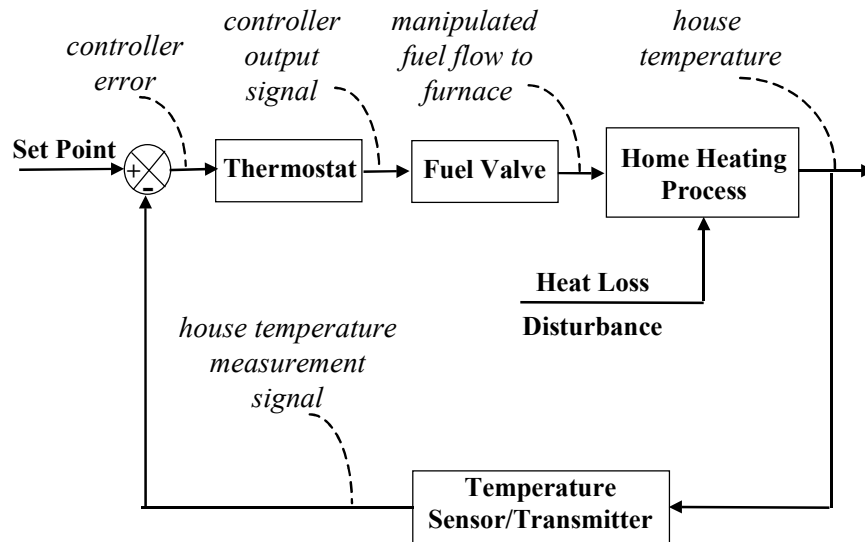 controller
error
controller
output
signal
manipulated
fuel flow to
furnace
house
temperature
Set Point
+
-
Thermostat
Fuel Valve
Home Heating
Process
Heat Loss
Disturbance
house temperature
measurement
signal
Temperature
Sensor/Transmitter